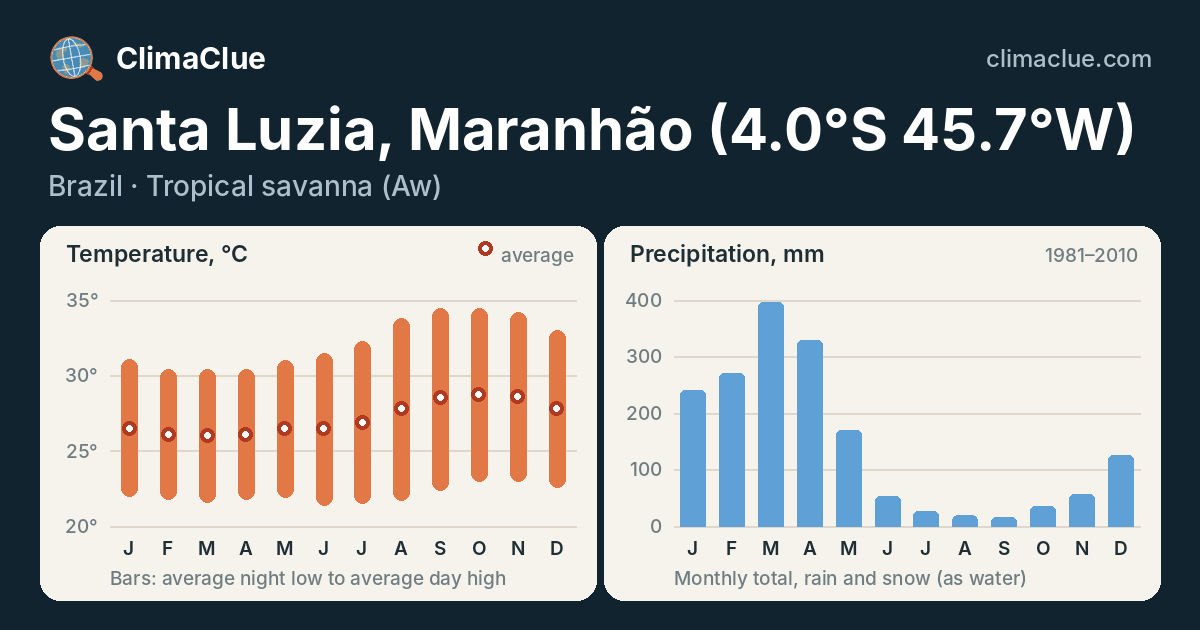 ClimaClue
climaclue.com
Santa Luzia, Maranhão (4.0°S 45.7°W)
Brazil · Tropical savanna (Aw)
Temperature, °C
average
35°
30°
25°
20°
J F M A M J J A S O N D
Bars: average night low to average day high
Precipitation, mm
1981–2010
400
300
200
100
0
J F M A M J J A S O N D
Monthly total, rain and snow (as water)